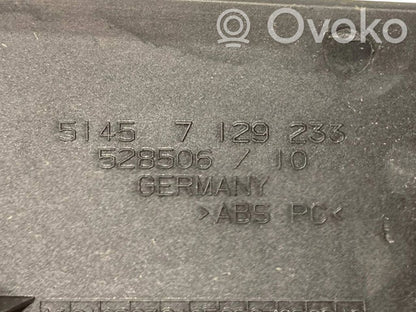 Ovoko
5145 7 129 233
528506 / 10
GERMANY
>ABS PC<